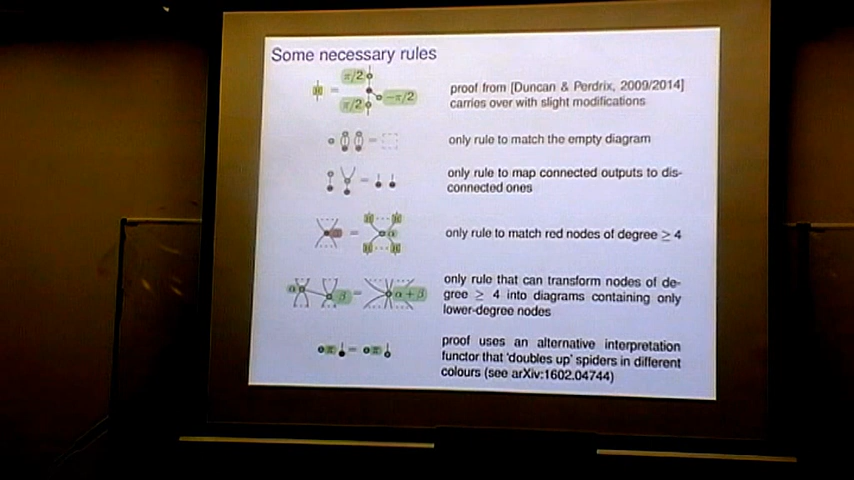 Some necessary rules
π/2
H = −π/2
π/2
proof from [Duncan & Perdrix, 2009/2014]
carries over with slight modifications
=
only rule to match the empty diagram
=
only rule to map connected outputs to dis-
connected ones
H H
= α
H H
only rule to match red nodes of degree ≥ 4
α β = α + β
only rule that can transform nodes of de-
gree ≥ 4 into diagrams containing only
lower-degree nodes
π = π
proof uses an alternative interpretation
functor that 'doubles up' spiders in different
colours (see arXiv:1602.04744)